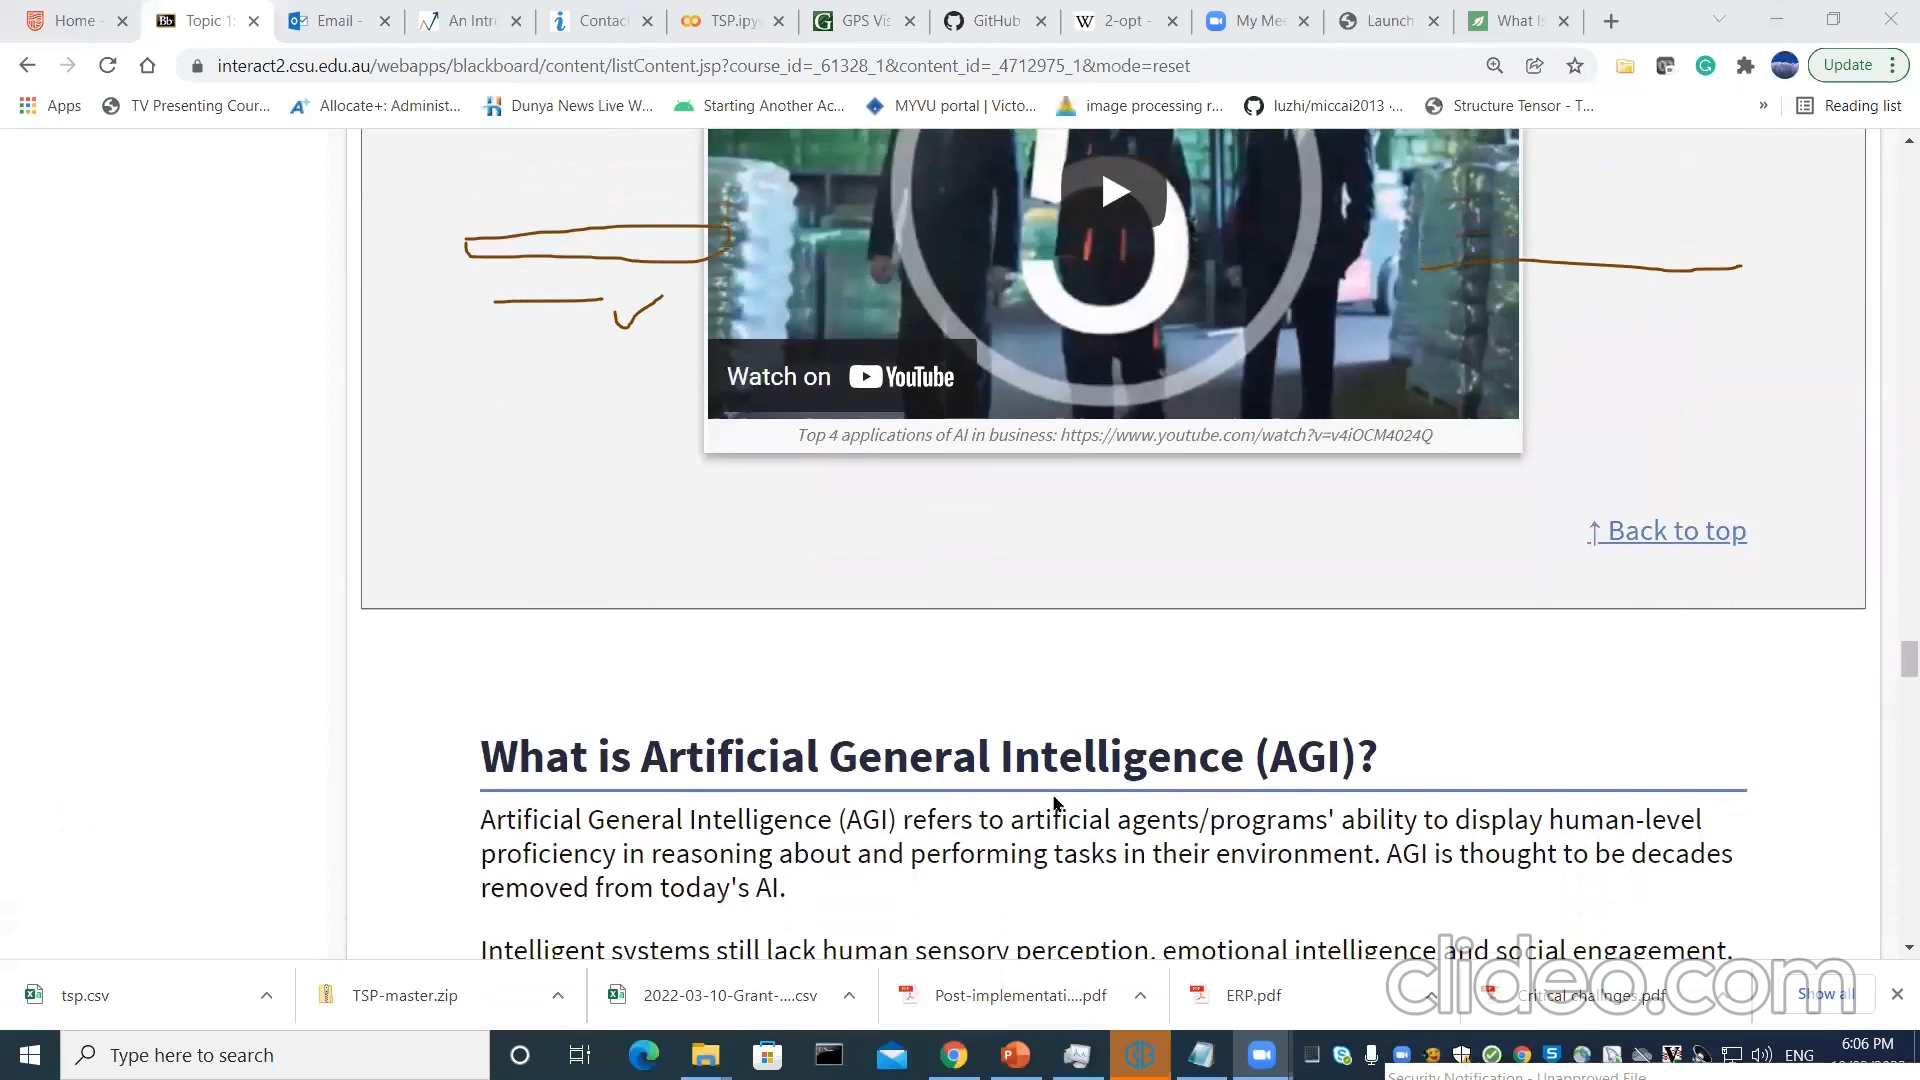 Home -
Topic 1:
Email -
An Intr
Contac
TSP.ipy
GPS Vis
GitHub
2-opt -
My Me
Launch
What Is
interact2.csu.edu.au/webapps/blackboard/content/listContent.jsp?course_id=_61328_1&content_id=_4712975_1&mode=reset
Update
Apps
TV Presenting Cour...
Allocate+: Administ...
Dunya News Live W...
Starting Another Ac...
MYVU portal | Victo...
image processing r...
luzhi/miccai2013 ·...
Structure Tensor - T...
»
Reading list
Watch on YouTube
Top 4 applications of AI in business: https://www.youtube.com/watch?v=v4iOCM4024Q
↑ Back to top
What is Artificial General Intelligence (AGI)?
Artificial General Intelligence (AGI) refers to artificial agents/programs' ability to display human-level
proficiency in reasoning about and performing tasks in their environment. AGI is thought to be decades
removed from today's AI.
Intelligent systems still lack human sensory perception, emotional intelligence and social engagement.
clideo.com
tsp.csv
TSP-master.zip
2022-03-10-Grant-....csv
Post-implementati....pdf
ERP.pdf
Critical challnges.pdf
Show all
Type here to search
ENG
6:06 PM
Security Notification - Unapproved File